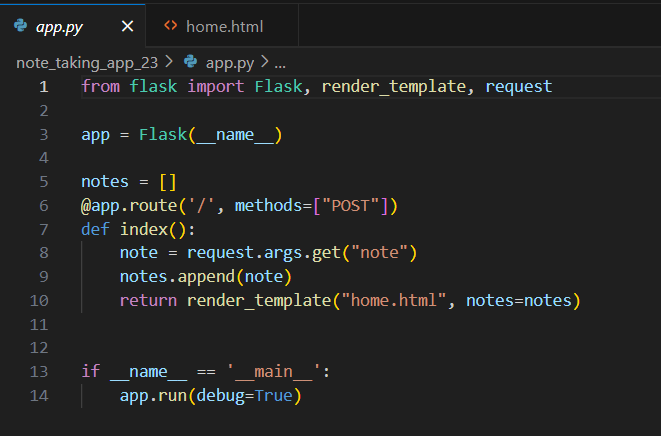 app.py × <> home.html
note_taking_app_23 > app.py > ...
1 from flask import Flask, render_template, request
2
3 app = Flask(__name__)
4
5 notes = []
6 @app.route('/', methods=["POST"])
7 def index():
8     note = request.args.get("note")
9     notes.append(note)
10     return render_template("home.html", notes=notes)
11
12
13 if __name__ == '__main__':
14     app.run(debug=True)